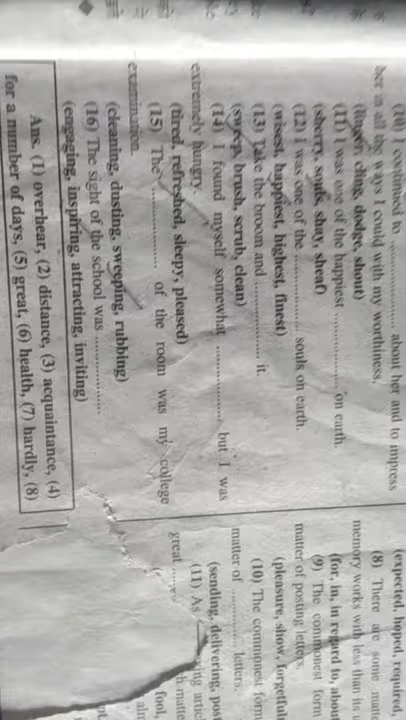 (10) I continued to .............. about her and to impress
her in all the ways I could with my worthiness.
(linger, cling, dodge, shout)
(11) I was one of the happiest .............. on earth.
(sherry, souls, shay, sheaf)
(12) I was one of the .............. souls on earth.
(wisest, happiest, highest, finest)
(13) Take the broom and .............. it.
(sweep, brush, scrub, clean)
(14) I found myself somewhat .............. but I was
extremely hungry.
(tired, refreshed, sleepy, pleased)
(15) The .............. of the room was my college
examination.
(cleaning, dusting, sweeping, rubbing)
(16) The sight of the school was ..............
(engaging, inspiring, attracting, inviting)
Ans. (1) overhear, (2) distance, (3) acquaintance, (4)
for a number of days, (5) great, (6) health, (7) hardly, (8)
(expected, hoped, required,
(8) There are some
memory works with less than its
(for, in, in regard to,
(9) The commonest form
matter of posting letters.
(pleasure, show,
(10) The commonest form
matter of .............. letters.
(sending, delivering,
(11) As
great
fool,